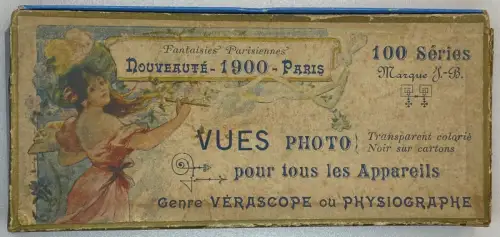 Fantaisies Parisiennes
Nouveauté - 1900 - Paris
100 Séries
Marque J.-B.
VUES PHOTO
Transparent colorié
Noir sur cartons
pour tous les Appareils
Genre VÉRASCOPE ou PHYSIOGRAPHE